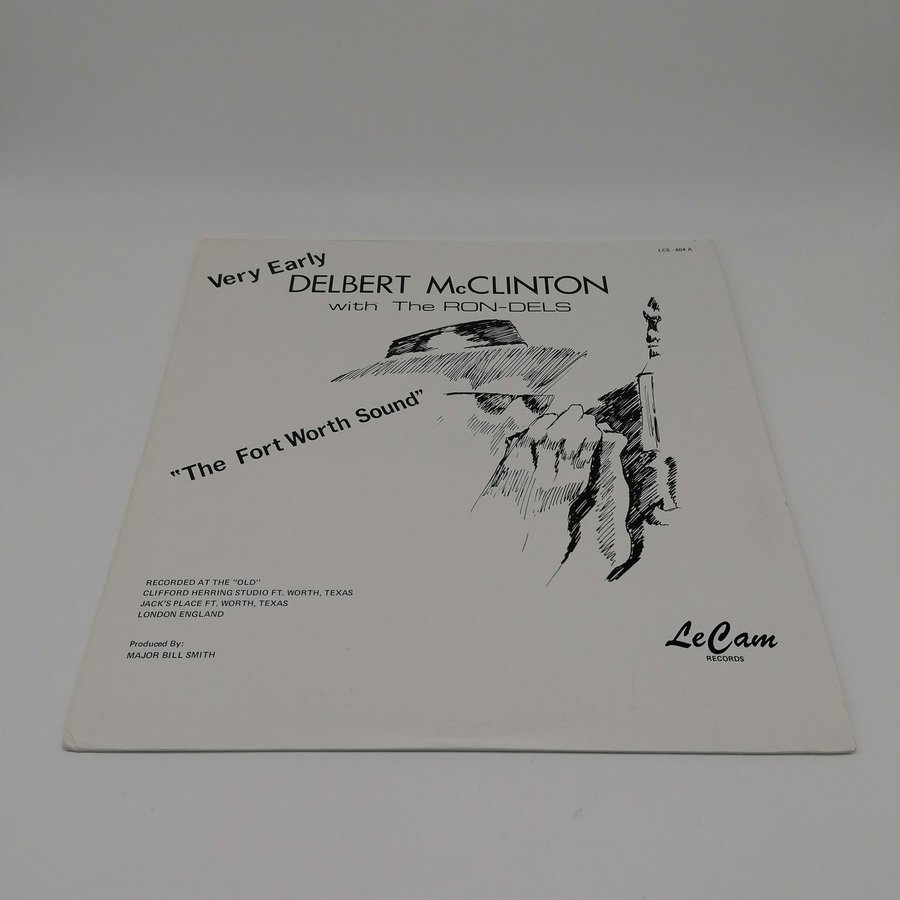 LCS - 404 A
Very Early
DELBERT McCLINTON
with The RON-DELS
"The Fort Worth Sound"
RECORDED AT THE "OLD"
CLIFFORD HERRING STUDIO FT. WORTH, TEXAS
JACK'S PLACE FT. WORTH, TEXAS
LONDON ENGLAND
Produced By:
MAJOR BILL SMITH
LeCam
RECORDS